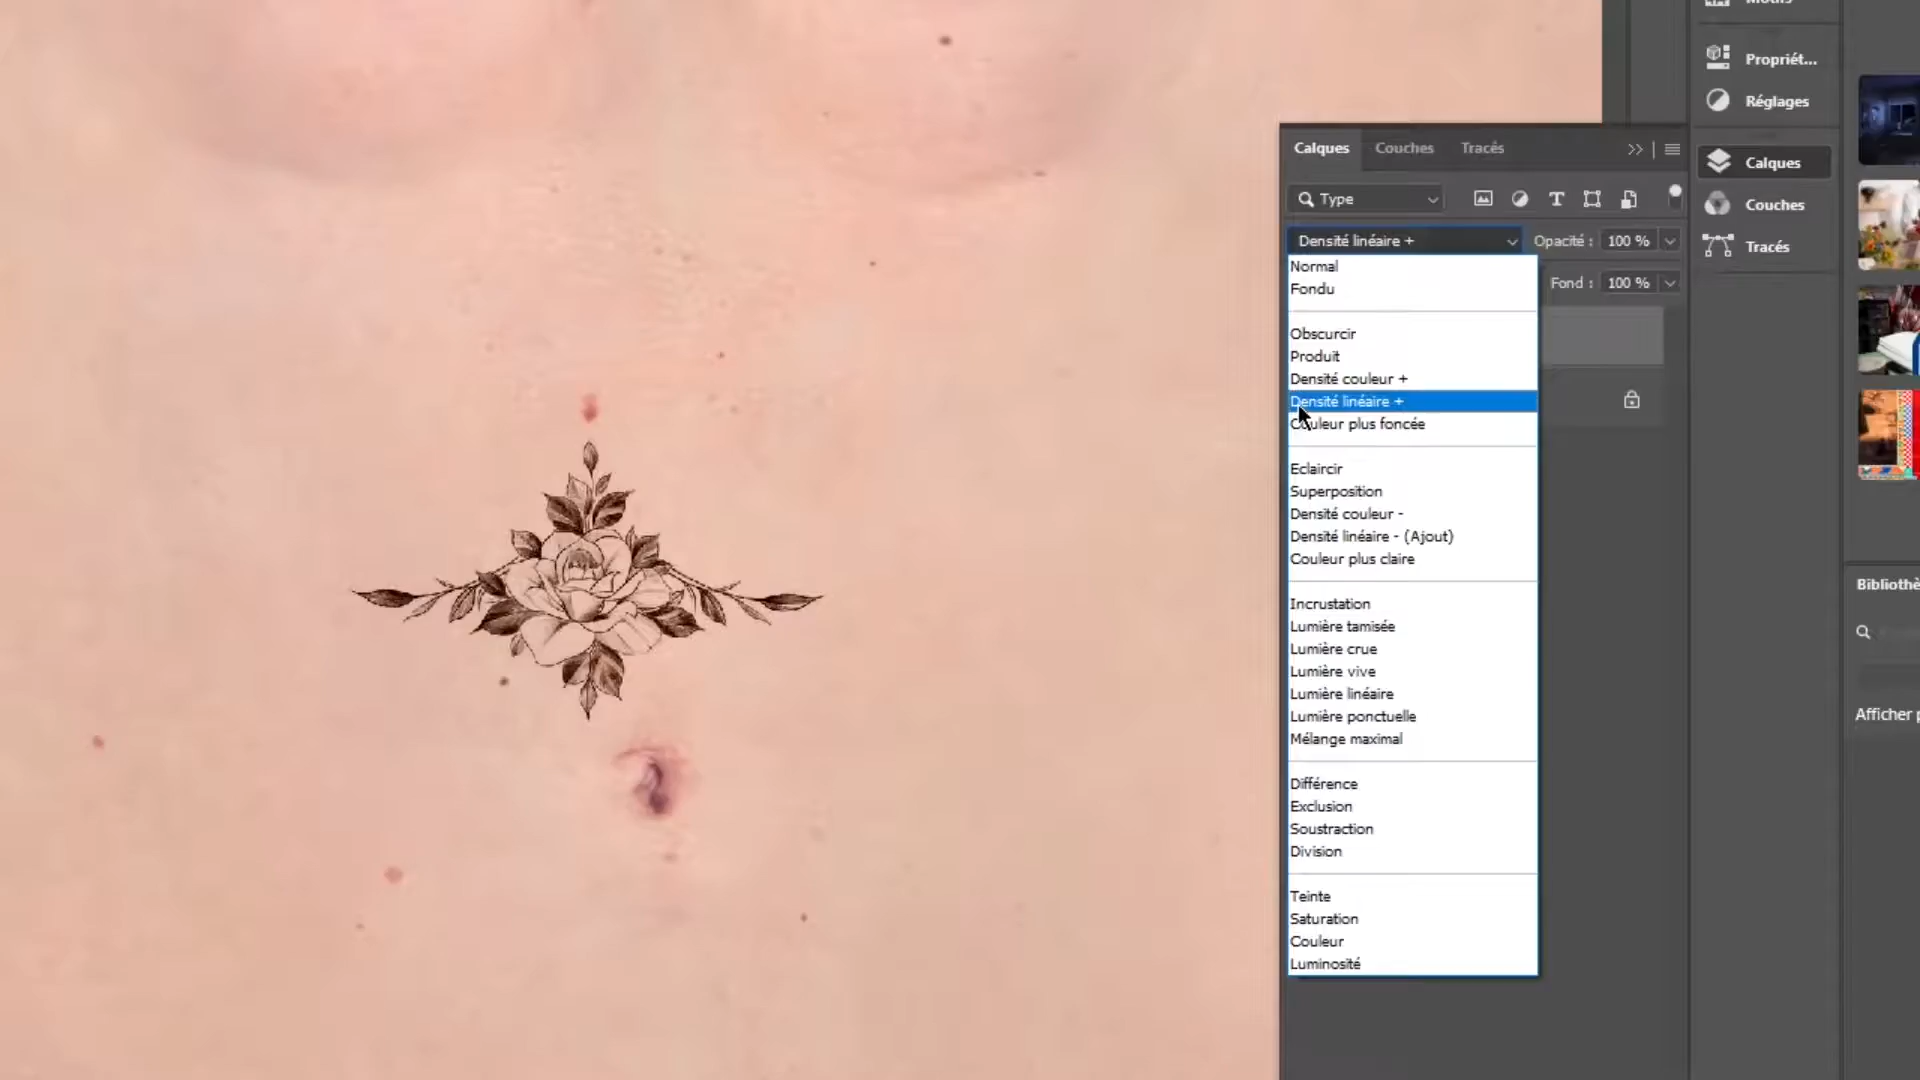 Motifs
Propriét...
Réglages
Calques
Couches
Tracés
Calques Couches Tracés
Type
Densité linéaire + Opacité : 100 %
Fond : 100 %
Normal
Fondu
Obscurcir
Produit
Densité couleur +
Densité linéaire +
Couleur plus foncée
Eclaircir
Superposition
Densité couleur -
Densité linéaire - (Ajout)
Couleur plus claire
Incrustation
Lumière tamisée
Lumière crue
Lumière vive
Lumière linéaire
Lumière ponctuelle
Mélange maximal
Différence
Exclusion
Soustraction
Division
Teinte
Saturation
Couleur
Luminosité
Bibliothè
Afficher p